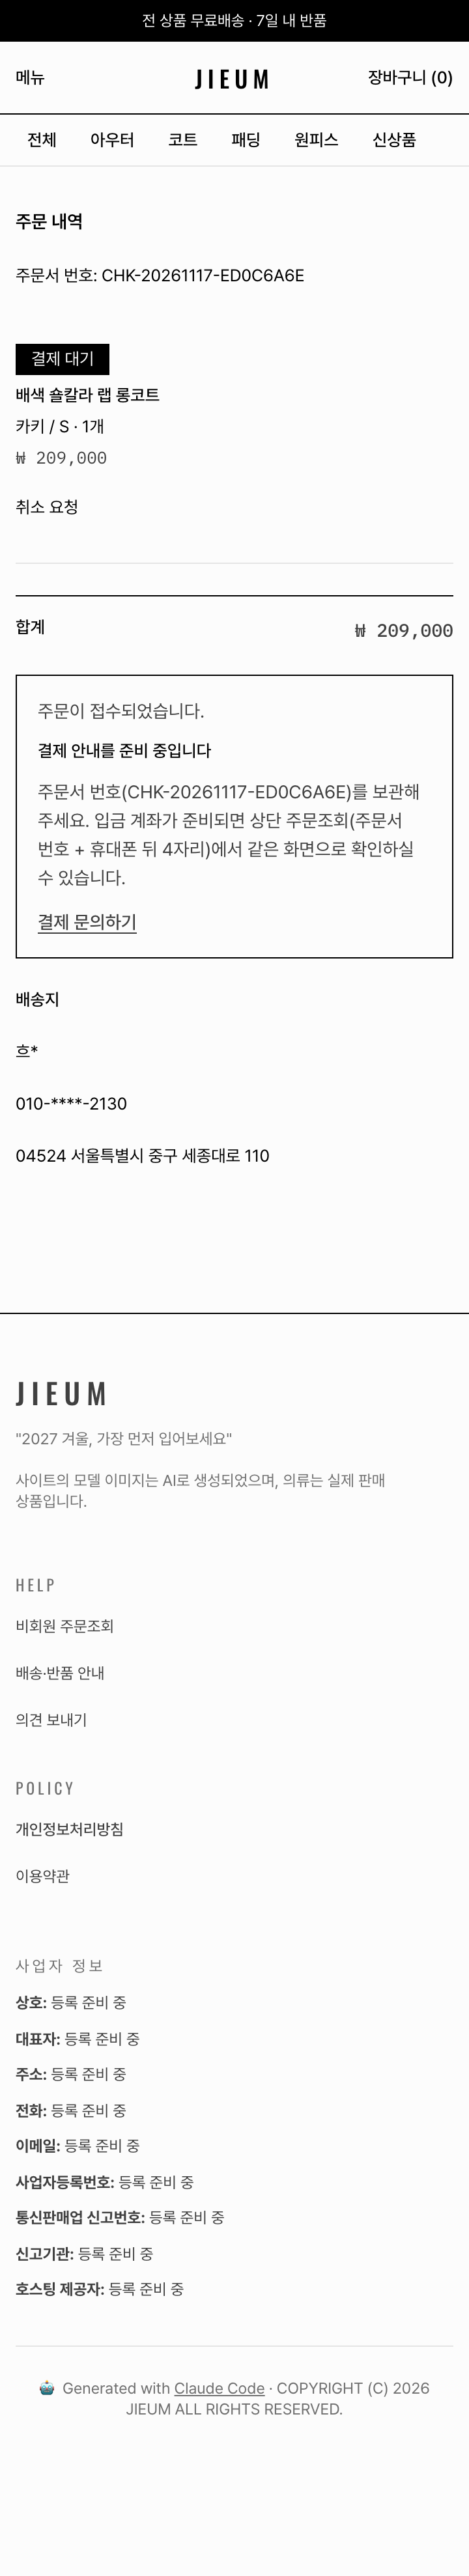 전 상품 무료배송 · 7일 내 반품
메뉴
JIEUM
장바구니 (0)
전체 아우터 코트 패딩 원피스 신상품
주문 내역
주문서 번호: CHK-20261117-ED0C6A6E
결제 대기
배색 숄칼라 랩 롱코트
카키 / S · 1개
₩ 209,000
취소 요청
합계
₩ 209,000
주문이 접수되었습니다.
결제 안내를 준비 중입니다
주문서 번호(CHK-20261117-ED0C6A6E)를 보관해
주세요. 입금 계좌가 준비되면 상단 주문조회(주문서
번호 + 휴대폰 뒤 4자리)에서 같은 화면으로 확인하실
수 있습니다.
결제 문의하기
배송지
흐*
010-****-2130
04524 서울특별시 중구 세종대로 110
JIEUM
"2027 겨울, 가장 먼저 입어보세요"
사이트의 모델 이미지는 AI로 생성되었으며, 의류는 실제 판매
상품입니다.
HELP
비회원 주문조회
배송·반품 안내
의견 보내기
POLICY
개인정보처리방침
이용약관
사업자 정보
상호: 등록 준비 중
대표자: 등록 준비 중
주소: 등록 준비 중
전화: 등록 준비 중
이메일: 등록 준비 중
사업자등록번호: 등록 준비 중
통신판매업 신고번호: 등록 준비 중
신고기관: 등록 준비 중
호스팅 제공자: 등록 준비 중
🤖 Generated with Claude Code · COPYRIGHT (C) 2026
JIEUM ALL RIGHTS RESERVED.